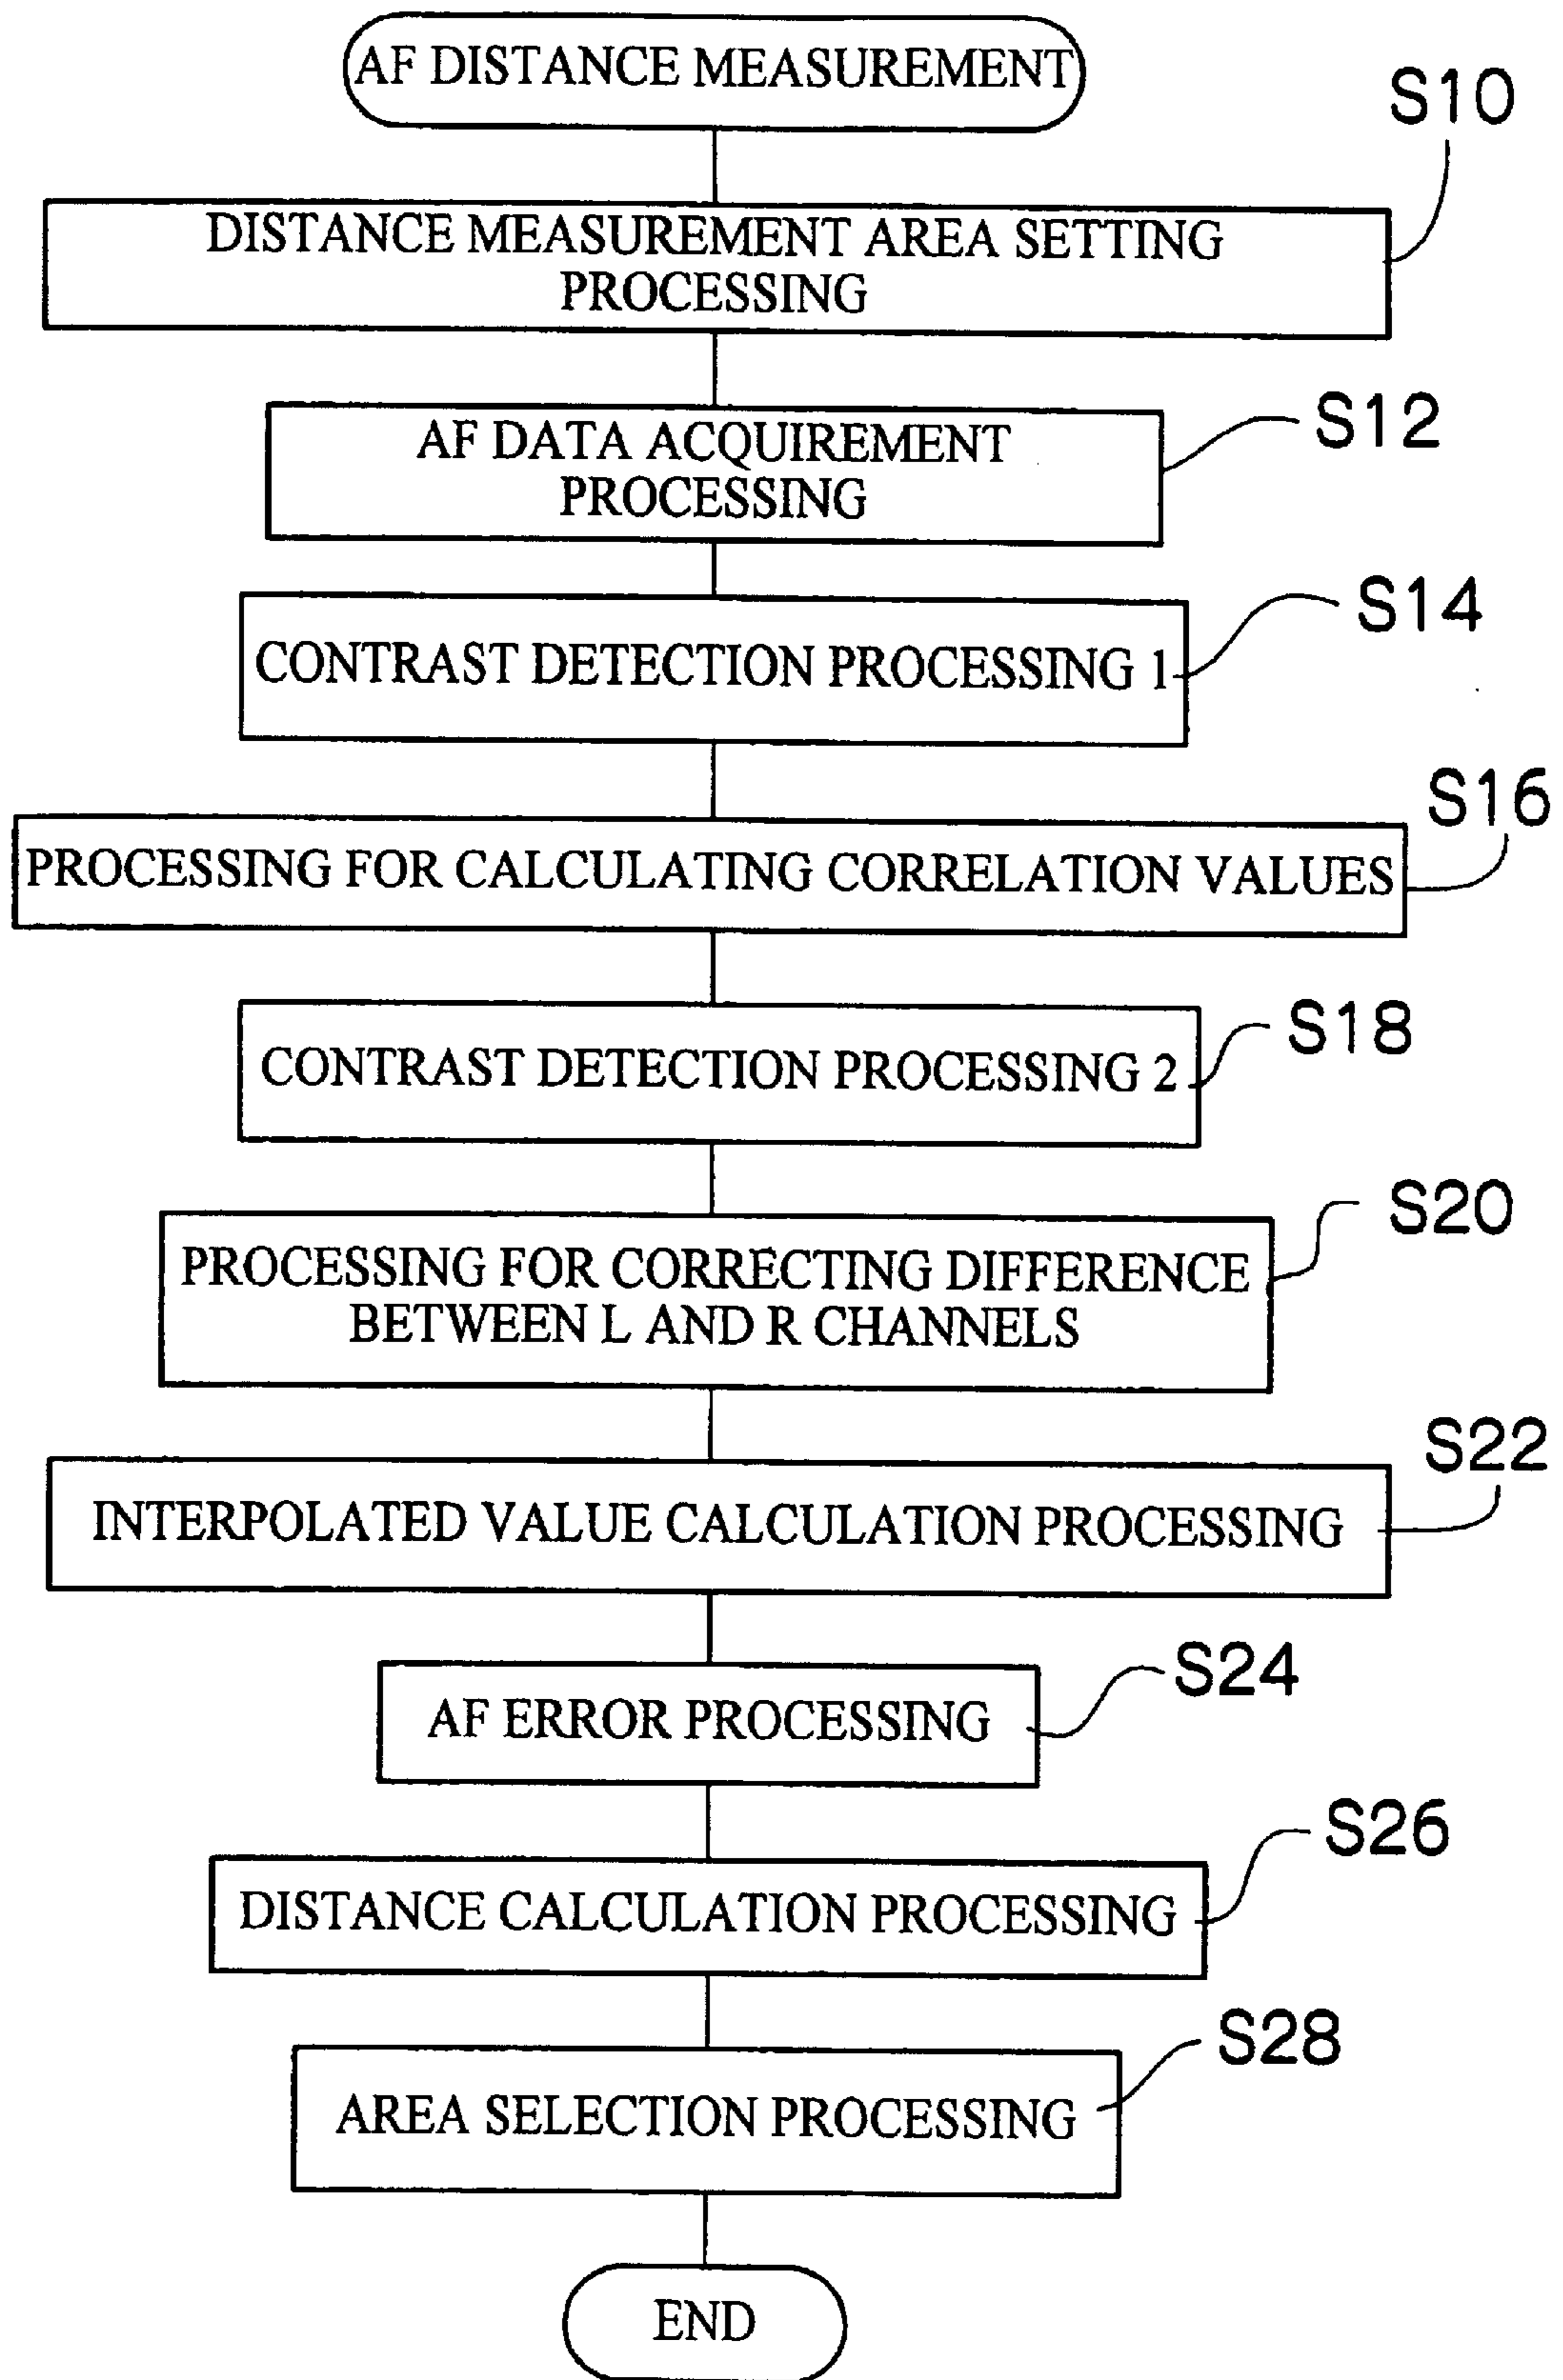 AF DISTANCE MEASUREMENT
S10
DISTANCE MEASUREMENT AREA SETTING
PROCESSING
S12
AF DATA ACQUIREMENT
PROCESSING
S14
CONTRAST DETECTION PROCESSING 1
S16
PROCESSING FOR CALCULATING CORRELATION VALUES
S18
CONTRAST DETECTION PROCESSING 2
S20
PROCESSING FOR CORRECTING DIFFERENCE
BETWEEN L AND R CHANNELS
S22
INTERPOLATED VALUE CALCULATION PROCESSING
S24
AF ERROR PROCESSING
S26
DISTANCE CALCULATION PROCESSING
S28
AREA SELECTION PROCESSING
END